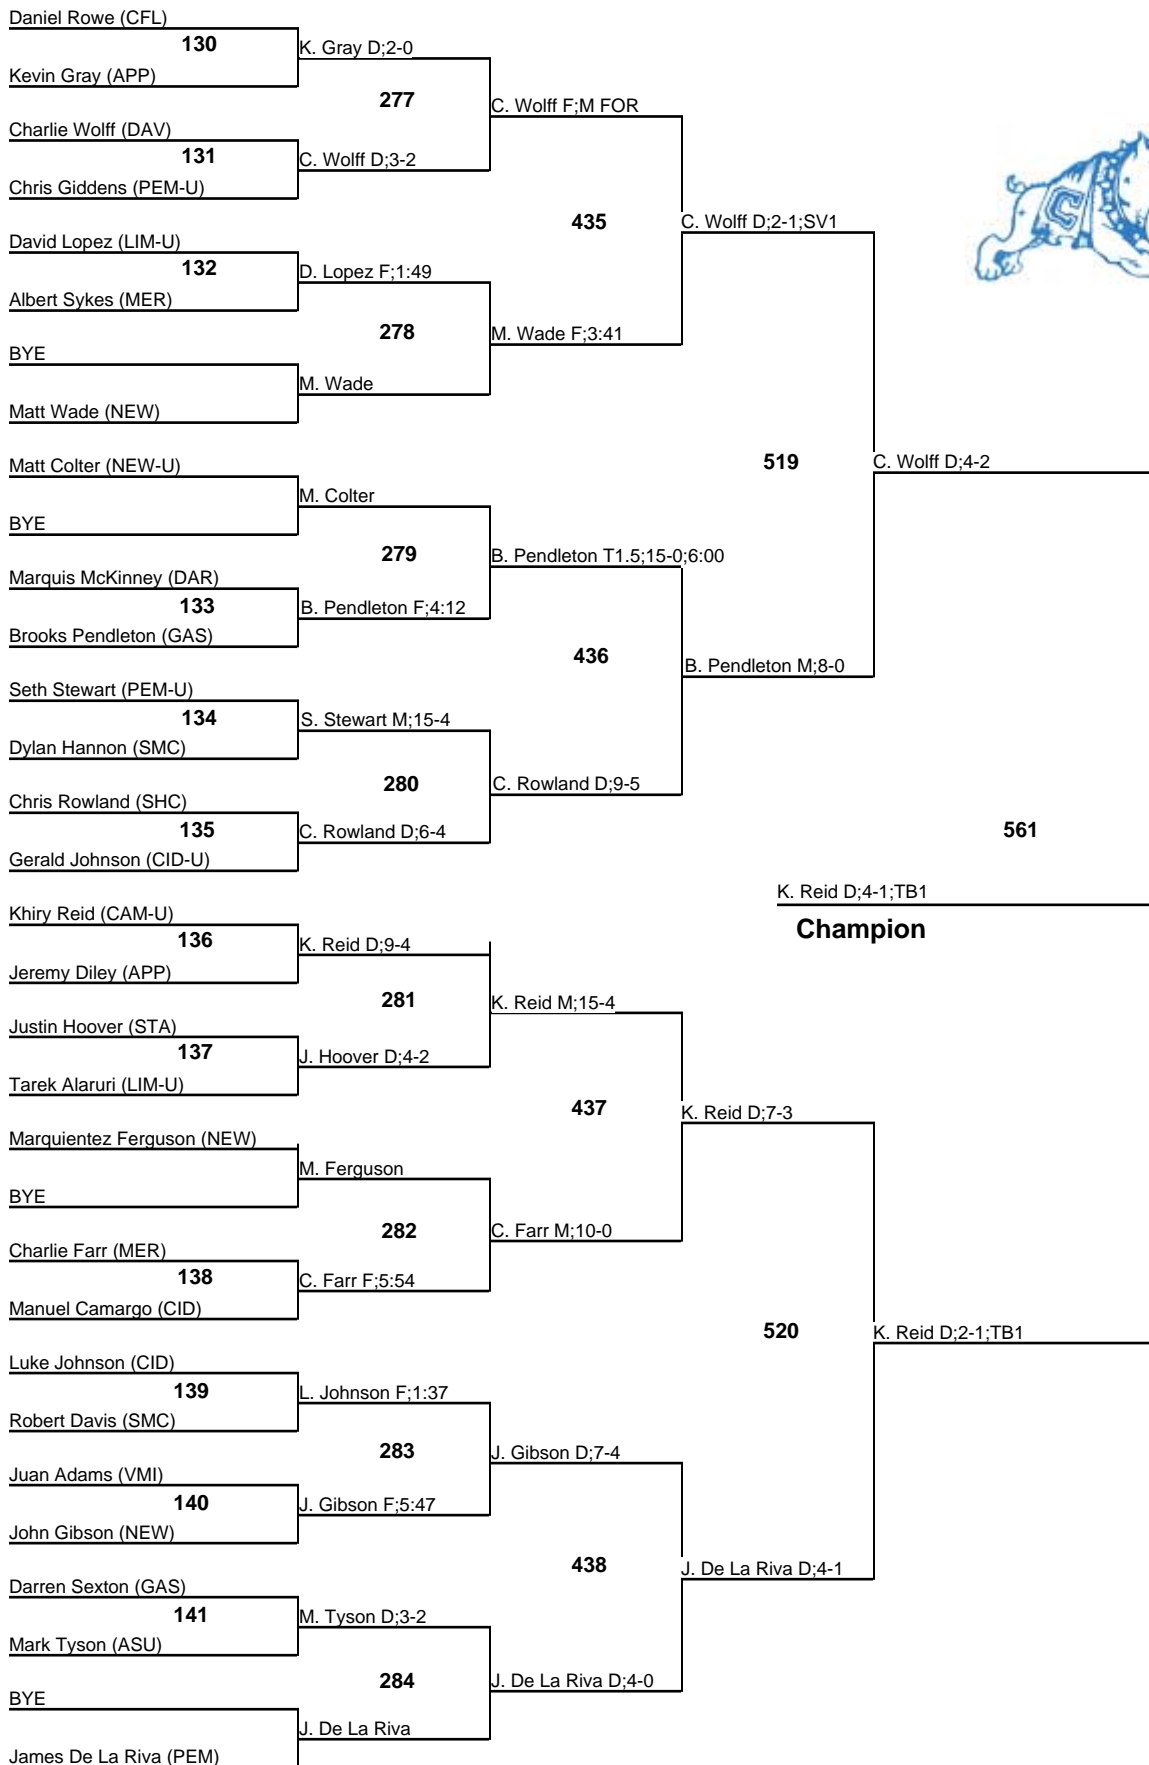 Daniel Rowe (CFL)
130
K. Gray D;2-0
Kevin Gray (APP)
277
C. Wolff F;M FOR
Charlie Wolff (DAV)
131
C. Wolff D;3-2
Chris Giddens (PEM-U)
435
C. Wolff D;2-1;SV1
David Lopez (LIM-U)
132
D. Lopez F;1:49
Albert Sykes (MER)
278
M. Wade F;3:41
BYE
M. Wade
Matt Wade (NEW)
519
C. Wolff D;4-2
Matt Colter (NEW-U)
M. Colter
BYE
279
B. Pendleton T1.5;15-0;6:00
Marquis McKinney (DAR)
133
B. Pendleton F;4:12
Brooks Pendleton (GAS)
436
B. Pendleton M;8-0
Seth Stewart (PEM-U)
134
S. Stewart M;15-4
Dylan Hannon (SMC)
280
C. Rowland D;9-5
Chris Rowland (SHC)
135
C. Rowland D;6-4
Gerald Johnson (CID-U)
561
K. Reid D;4-1;TB1
Champion
Khiry Reid (CAM-U)
136
K. Reid D;9-4
Jeremy Diley (APP)
281
K. Reid M;15-4
Justin Hoover (STA)
137
J. Hoover D;4-2
Tarek Alaruri (LIM-U)
437
K. Reid D;7-3
Marquientez Ferguson (NEW)
M. Ferguson
BYE
282
C. Farr M;10-0
Charlie Farr (MER)
138
C. Farr F;5:54
Manuel Camargo (CID)
520
K. Reid D;2-1;TB1
Luke Johnson (CID)
139
L. Johnson F;1:37
Robert Davis (SMC)
283
J. Gibson D;7-4
Juan Adams (VMI)
140
J. Gibson F;5:47
John Gibson (NEW)
438
J. De La Riva D;4-1
Darren Sexton (GAS)
141
M. Tyson D;3-2
Mark Tyson (ASU)
284
J. De La Riva D;4-0
BYE
J. De La Riva
James De La Riva (PEM)
C